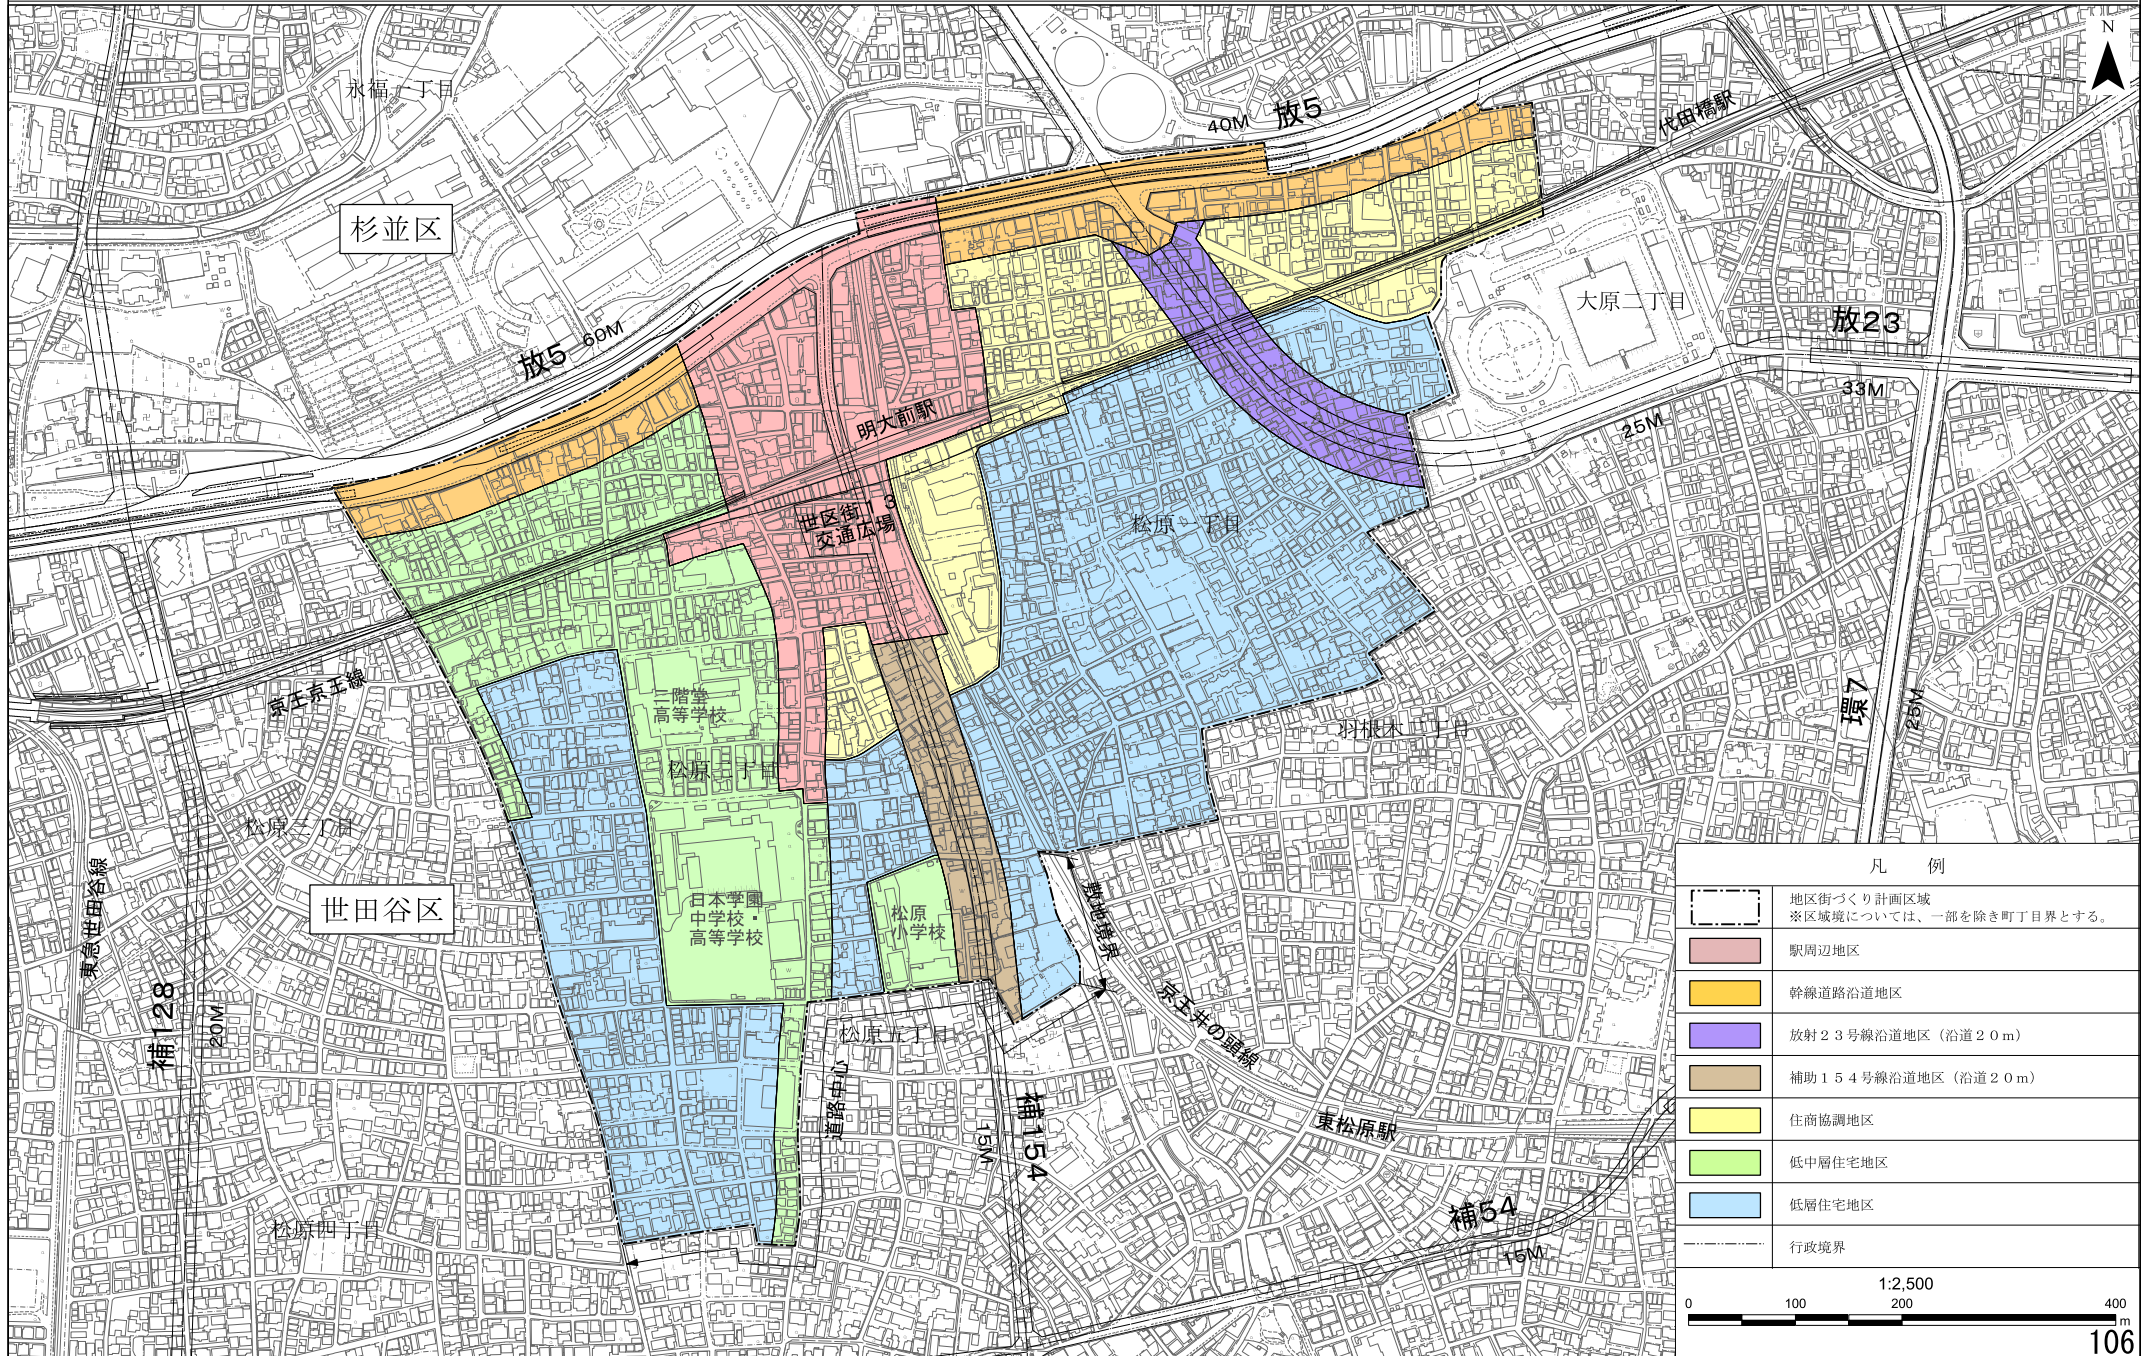 N
永福一丁目
杉並区
40M
放5
代田橋駅
大原二丁目
放23
33M
25M
放5
60M
明大前駅
世区街13
交通広場
松原一丁目
京王京王線
二階堂
高等学校
松原二丁目
羽根木二丁目
環7
25M
松原三丁目
世田谷区
東急世田谷線
補128
20M
日本学園
中学校・
高等学校
松原
小学校
敷地境界
京王井の頭線
松原五丁目
道路中心
15M
補154
東松原駅
補54
15M
松原四丁目
凡 例
地区街づくり計画区域
※区域境については、一部を除き町丁目界とする。
駅周辺地区
幹線道路沿道地区
放射23号線沿道地区(沿道20m)
補助154号線沿道地区(沿道20m)
住商協調地区
低中層住宅地区
低層住宅地区
行政境界
1:2,500
0 100 200 400
m
106